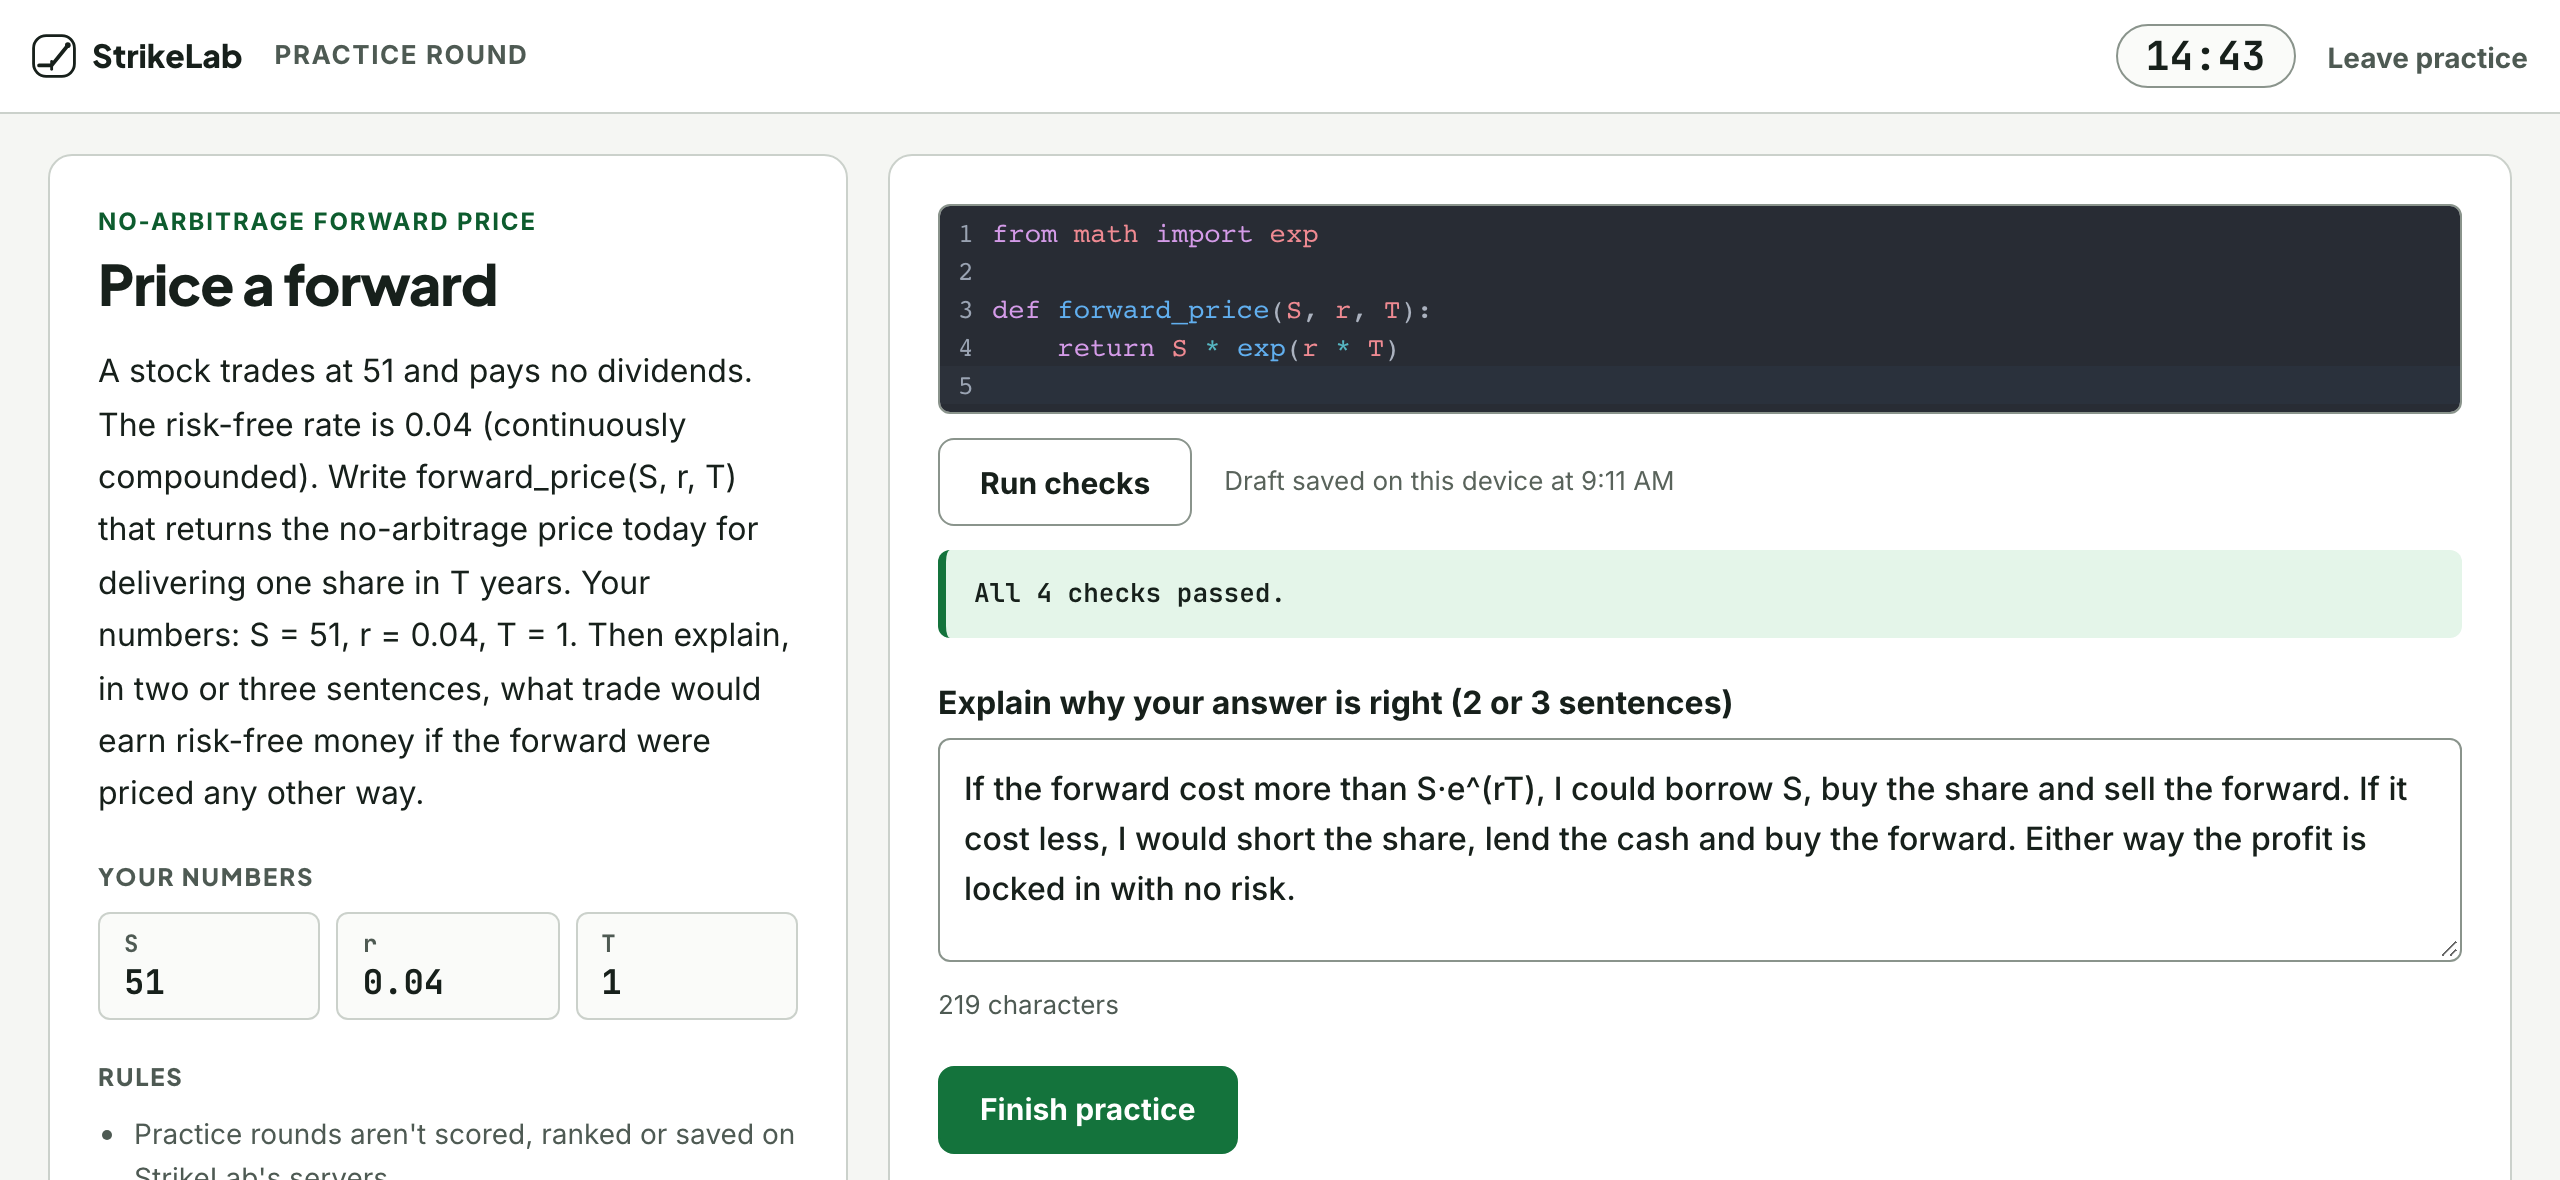 StrikeLab PRACTICE ROUND 14:43 Leave practice
NO-ARBITRAGE FORWARD PRICE
Price a forward
A stock trades at 51 and pays no dividends.
The risk-free rate is 0.04 (continuously
compounded). Write forward_price(S, r, T)
that returns the no-arbitrage price today for
delivering one share in T years. Your
numbers: S = 51, r = 0.04, T = 1. Then explain,
in two or three sentences, what trade would
earn risk-free money if the forward were
priced any other way.
YOUR NUMBERS
S r T
51 0.04 1
RULES
• Practice rounds aren't scored, ranked or saved on
StrikeLab's servers
1 from math import exp
2
3 def forward_price(S, r, T):
4     return S * exp(r * T)
5
Run checks Draft saved on this device at 9:11 AM
All 4 checks passed.
Explain why your answer is right (2 or 3 sentences)
If the forward cost more than S·e^(rT), I could borrow S, buy the share and sell the forward. If it
cost less, I would short the share, lend the cash and buy the forward. Either way the profit is
locked in with no risk.
219 characters
Finish practice